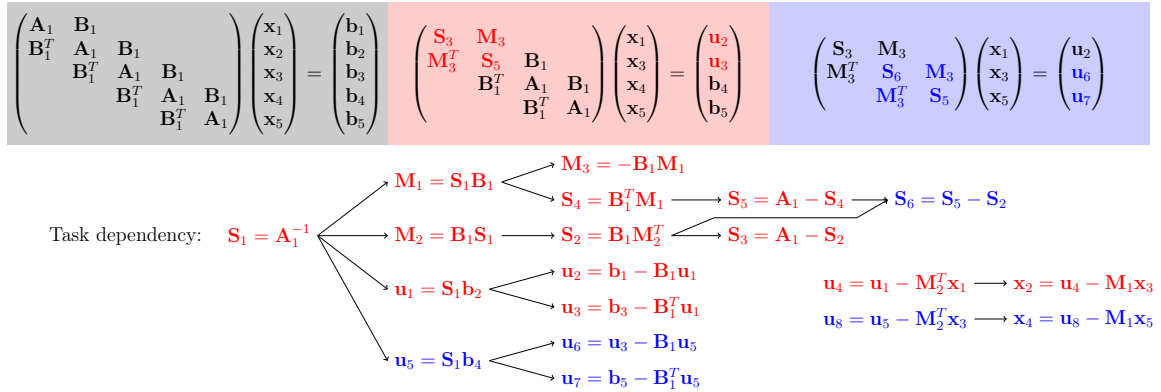 A₁ B₁ x₁ b₁
B₁ᵀ A₁ B₁ x₂ b₂
B₁ᵀ A₁ B₁ x₃ = b₃
B₁ᵀ A₁ B₁ x₄ b₄
B₁ᵀ A₁ x₅ b₅
S₃ M₃ x₁ u₂
M₃ᵀ S₅ B₁ x₃ = u₃
B₁ᵀ A₁ B₁ x₄ b₄
B₁ᵀ A₁ x₅ b₅
S₃ M₃ x₁ u₂
M₃ᵀ S₆ M₃ x₃ = u₆
M₃ᵀ S₅ x₅ u₇
M₃ = −B₁M₁
M₁ = S₁B₁
S₄ = B₁ᵀM₁ S₅ = A₁ − S₄ S₆ = S₅ − S₂
Task dependency: S₁ = A₁⁻¹ M₂ = B₁S₁ S₂ = B₁M₂ᵀ S₃ = A₁ − S₂
u₂ = b₁ − B₁u₁
u₁ = S₁b₂
u₃ = b₃ − B₁ᵀu₁
u₄ = u₁ − M₂ᵀx₁ x₂ = u₄ − M₁x₃
u₈ = u₅ − M₂ᵀx₃ x₄ = u₈ − M₁x₅
u₆ = u₃ − B₁u₅
u₅ = S₁b₄
u₇ = b₅ − B₁ᵀu₅